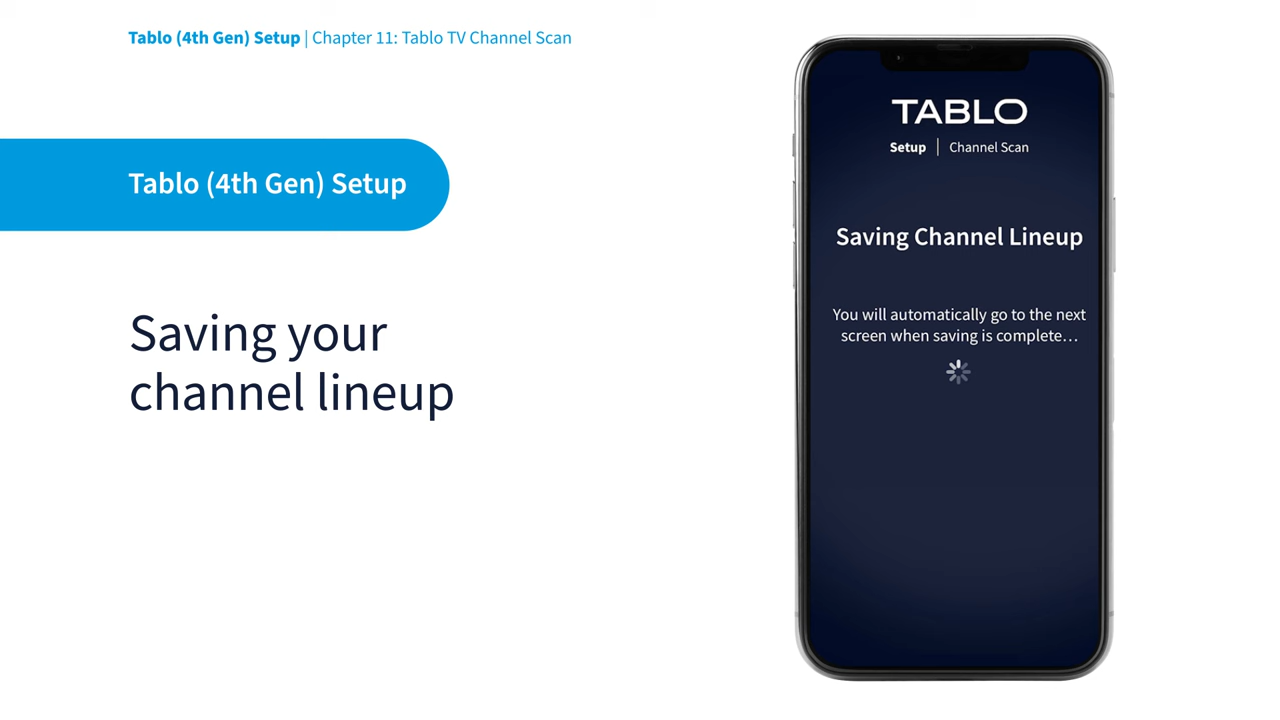 Tablo (4th Gen) Setup | Chapter 11: Tablo TV Channel Scan
Tablo (4th Gen) Setup
Saving your
channel lineup
TABLO
Setup | Channel Scan
Saving Channel Lineup
You will automatically go to the next
screen when saving is complete...